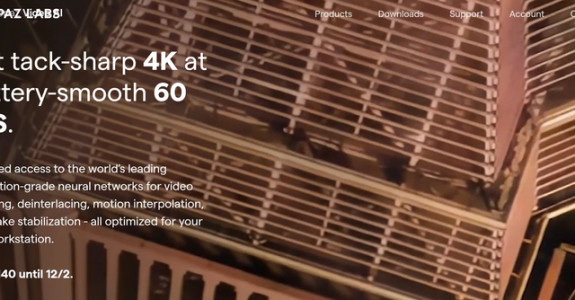 PAZ LABS
Products Downloads Support Account
t tack-sharp 4K at
ttery-smooth 60
S.
ed access to the world's leading
tion-grade neural networks for video
ng, deinterlacing, motion interpolation,
ake stabilization - all optimized for your
orkstation.
40 until 12/2.